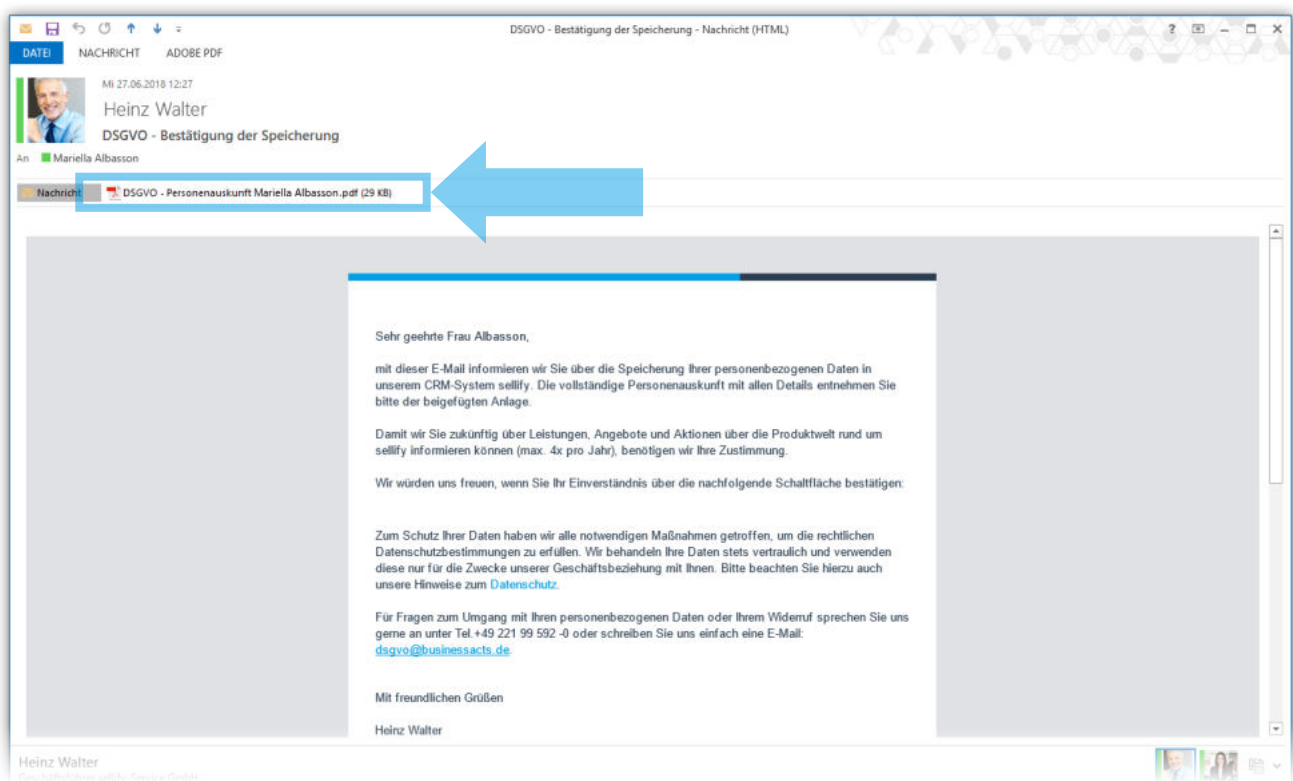 DSGVO - Bestätigung der Speicherung - Nachricht (HTML)
?
DATEI NACHRICHT ADOBE PDF
Mi 27.06.2018 12:27
Heinz Walter
DSGVO - Bestätigung der Speicherung
An Mariella Albasson
Nachricht DSGVO - Personenauskunft Mariella Albasson.pdf (29 KB)
Sehr geehrte Frau Albasson,
mit dieser E-Mail informieren wir Sie über die Speicherung Ihrer personenbezogenen Daten in
unserem CRM-System sellify. Die vollständige Personenauskunft mit allen Details entnehmen Sie
bitte der beigefügten Anlage.
Damit wir Sie zukünftig über Leistungen, Angebote und Aktionen über die Produktwelt rund um
sellify informieren können (max. 4x pro Jahr), benötigen wir Ihre Zustimmung.
Wir würden uns freuen, wenn Sie Ihr Einverständnis über die nachfolgende Schaltfläche bestätigen:
Zum Schutz Ihrer Daten haben wir alle notwendigen Maßnahmen getroffen, um die rechtlichen
Datenschutzbestimmungen zu erfüllen. Wir behandeln Ihre Daten stets vertraulich und verwenden
diese nur für die Zwecke unserer Geschäftsbeziehung mit Ihnen. Bitte beachten Sie hierzu auch
unsere Hinweise zum Datenschutz.
Für Fragen zum Umgang mit Ihren personenbezogenen Daten oder Ihrem Widerruf sprechen Sie uns
gerne an unter Tel.+49 221 99 592 -0 oder schreiben Sie uns einfach eine E-Mail:
dsgvo@businessacts.de.
Mit freundlichen Grüßen
Heinz Walter
Heinz Walter
Geschäftsführer sellify Service GmbH